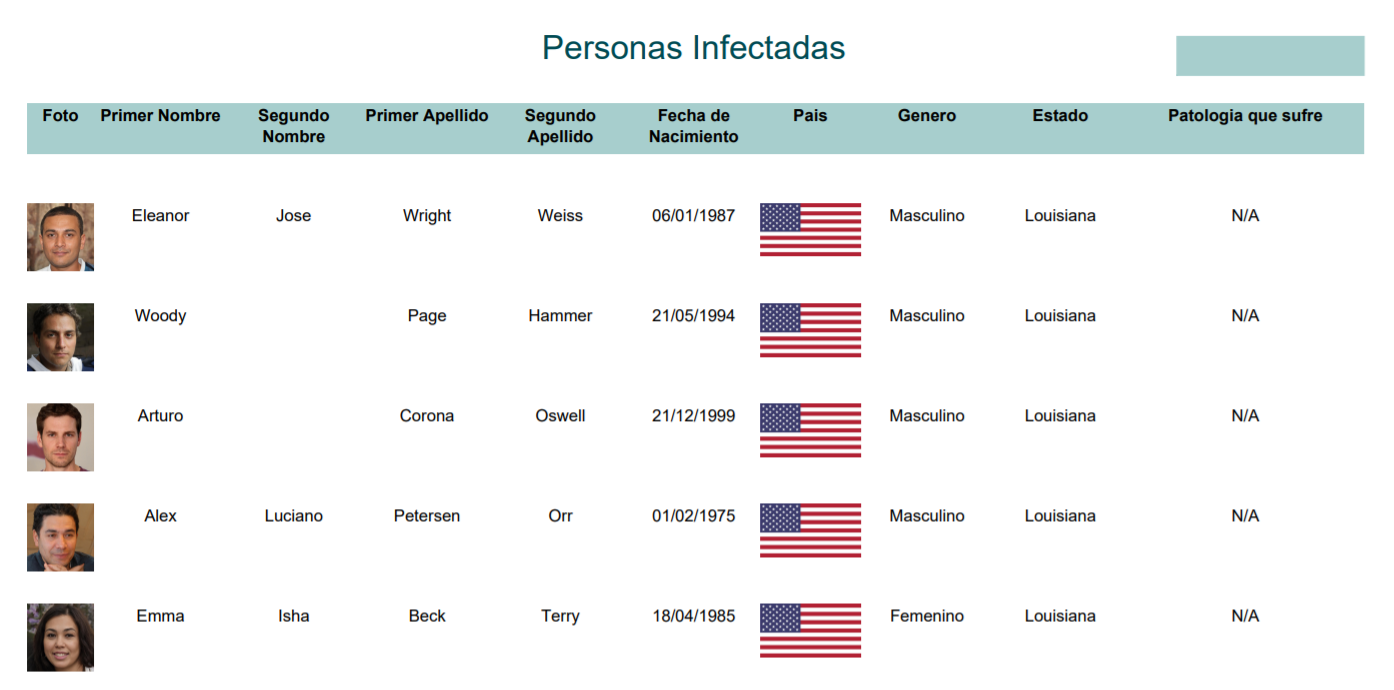 Personas Infectadas
Foto Primer Nombre Segundo Nombre Primer Apellido Segundo Apellido Fecha de Nacimiento Pais Genero Estado Patologia que sufre
Eleanor Jose Wright Weiss 06/01/1987 Masculino Louisiana N/A
Woody Page Hammer 21/05/1994 Masculino Louisiana N/A
Arturo Corona Oswell 21/12/1999 Masculino Louisiana N/A
Alex Luciano Petersen Orr 01/02/1975 Masculino Louisiana N/A
Emma Isha Beck Terry 18/04/1985 Femenino Louisiana N/A